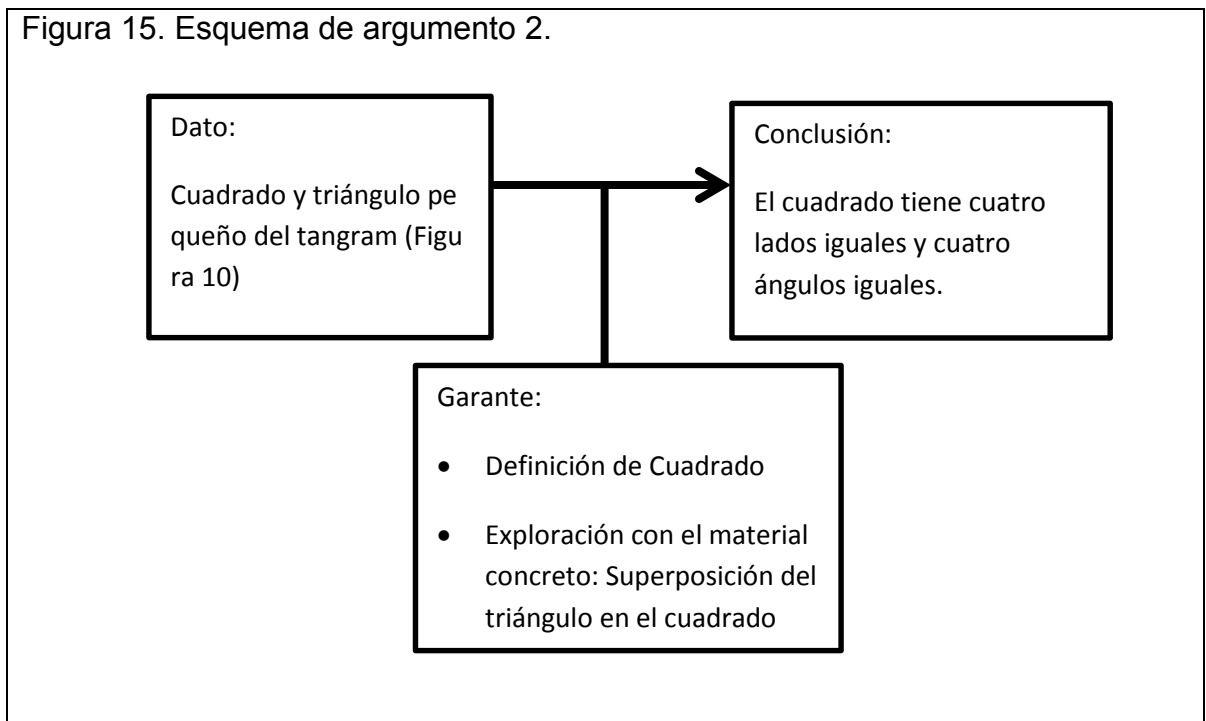 Figura 15. Esquema de argumento 2.
Dato:
Cuadrado y triángulo pe
queño del tangram (Figu
ra 10)
Conclusión:
El cuadrado tiene cuatro
lados iguales y cuatro
ángulos iguales.
Garante:
• Definición de Cuadrado
• Exploración con el material
concreto: Superposición del
triángulo en el cuadrado